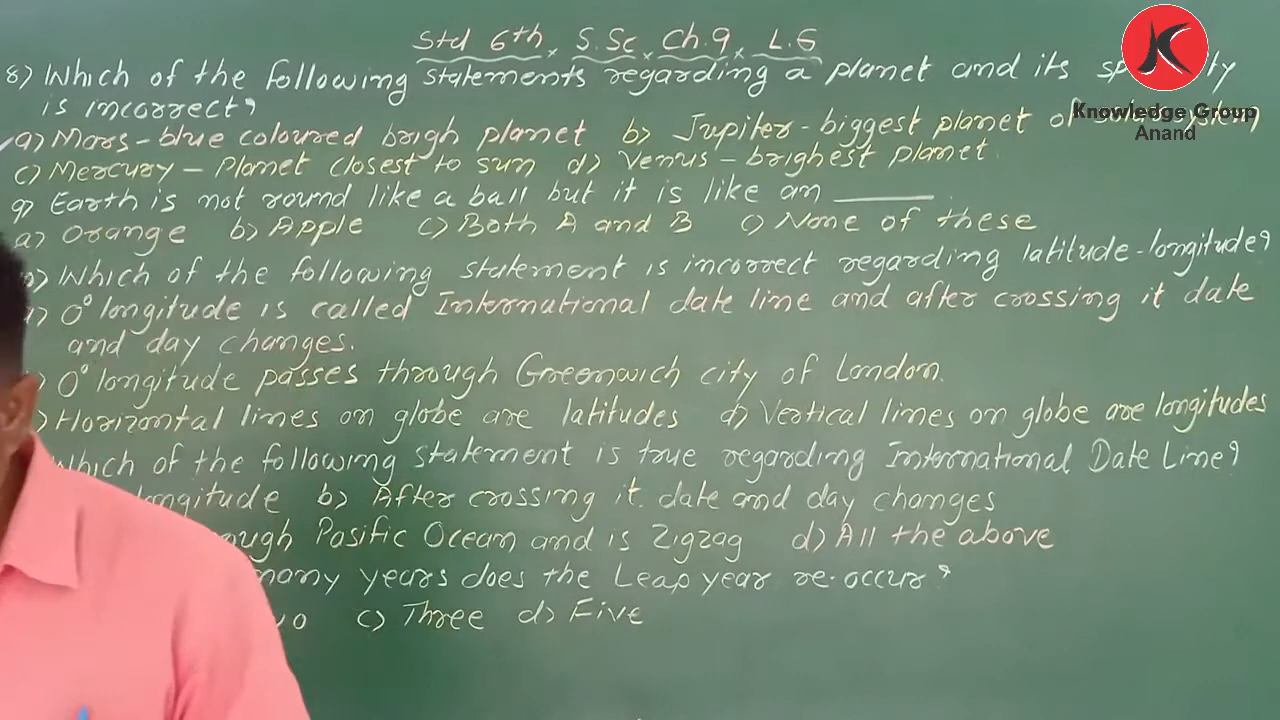 Std 6th × S.Sc × Ch.9 × L.6
8) Which of the following statements regarding a planet and its
is incorrect?
a) Mars - blue coloured brigh planet b) Jupiter - biggest planet of
c) Mercury - Planet closest to sun d) Venus - brighest planet.
9) Earth is not round like a ball but it is like an ______
a) Orange b) Apple c) Both A and B c) None of these
) Which of the following statement is incorrect regarding latitude-longitude?
) 0° longitude is called International date line and after crossing it date
and day changes.
) 0° longitude passes through Greenwich city of London.
) Horizontal lines on globe are latitudes d) Vertical lines on globe are longitudes
Which of the following statement is true regarding International Date Line?
longitude b) After crossing it date and day changes
Pasific Ocean and is Zigzag d) All the above
many years does the Leap year re-occur?
c) Three d) Five
Knowledge Group
Anand